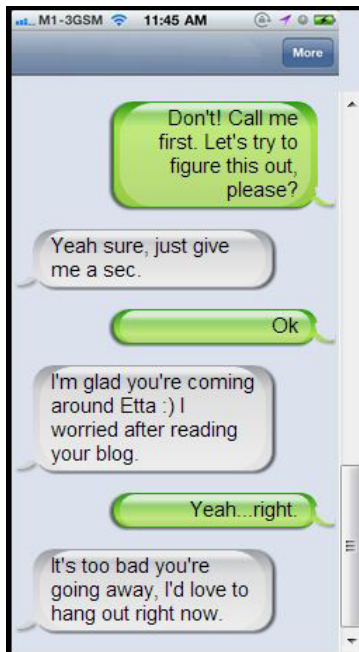 M1-3GSM 11:45 AM
More
Don't! Call me
first. Let's try to
figure this out,
please?
Yeah sure, just give
me a sec.
Ok
I'm glad you're coming
around Etta :) I
worried after reading
your blog.
Yeah...right.
It's too bad you're
going away, I'd love to
hang out right now.